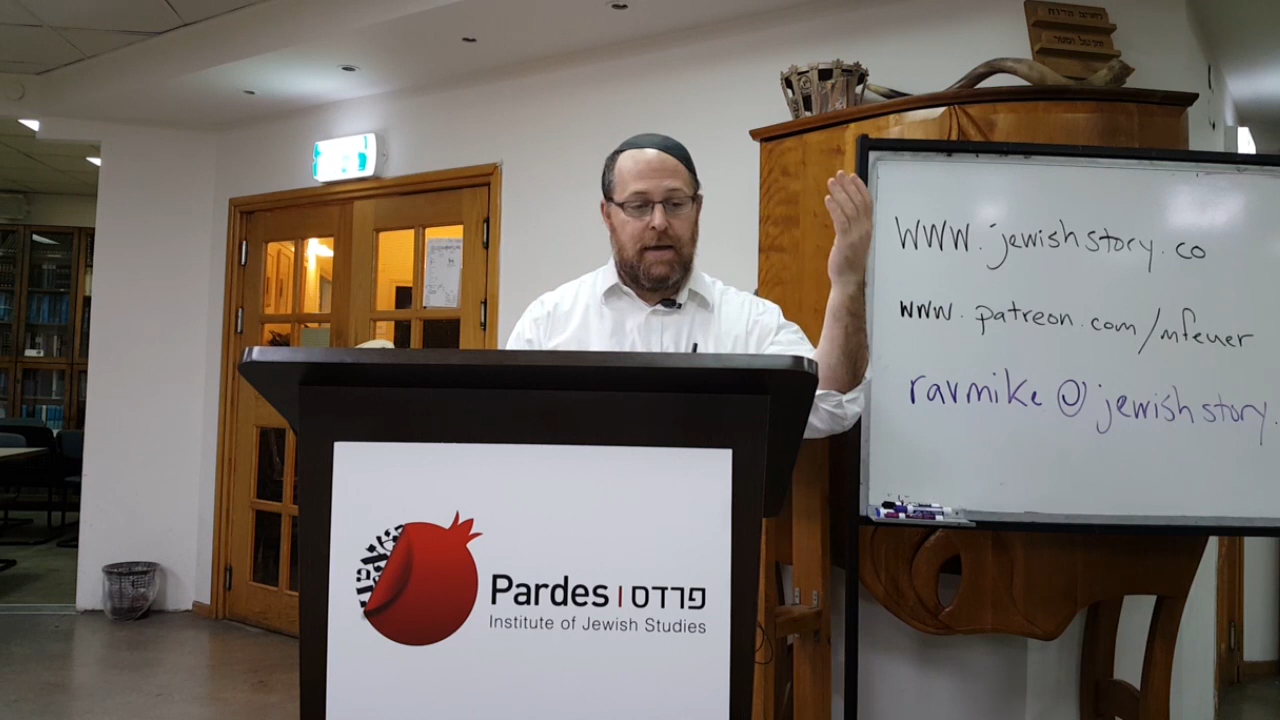 www.jewishstory.co
www.patreon.com/mfeuer
ravmike@jewishstory.
Pardes | פרדס
Institute of Jewish Studies